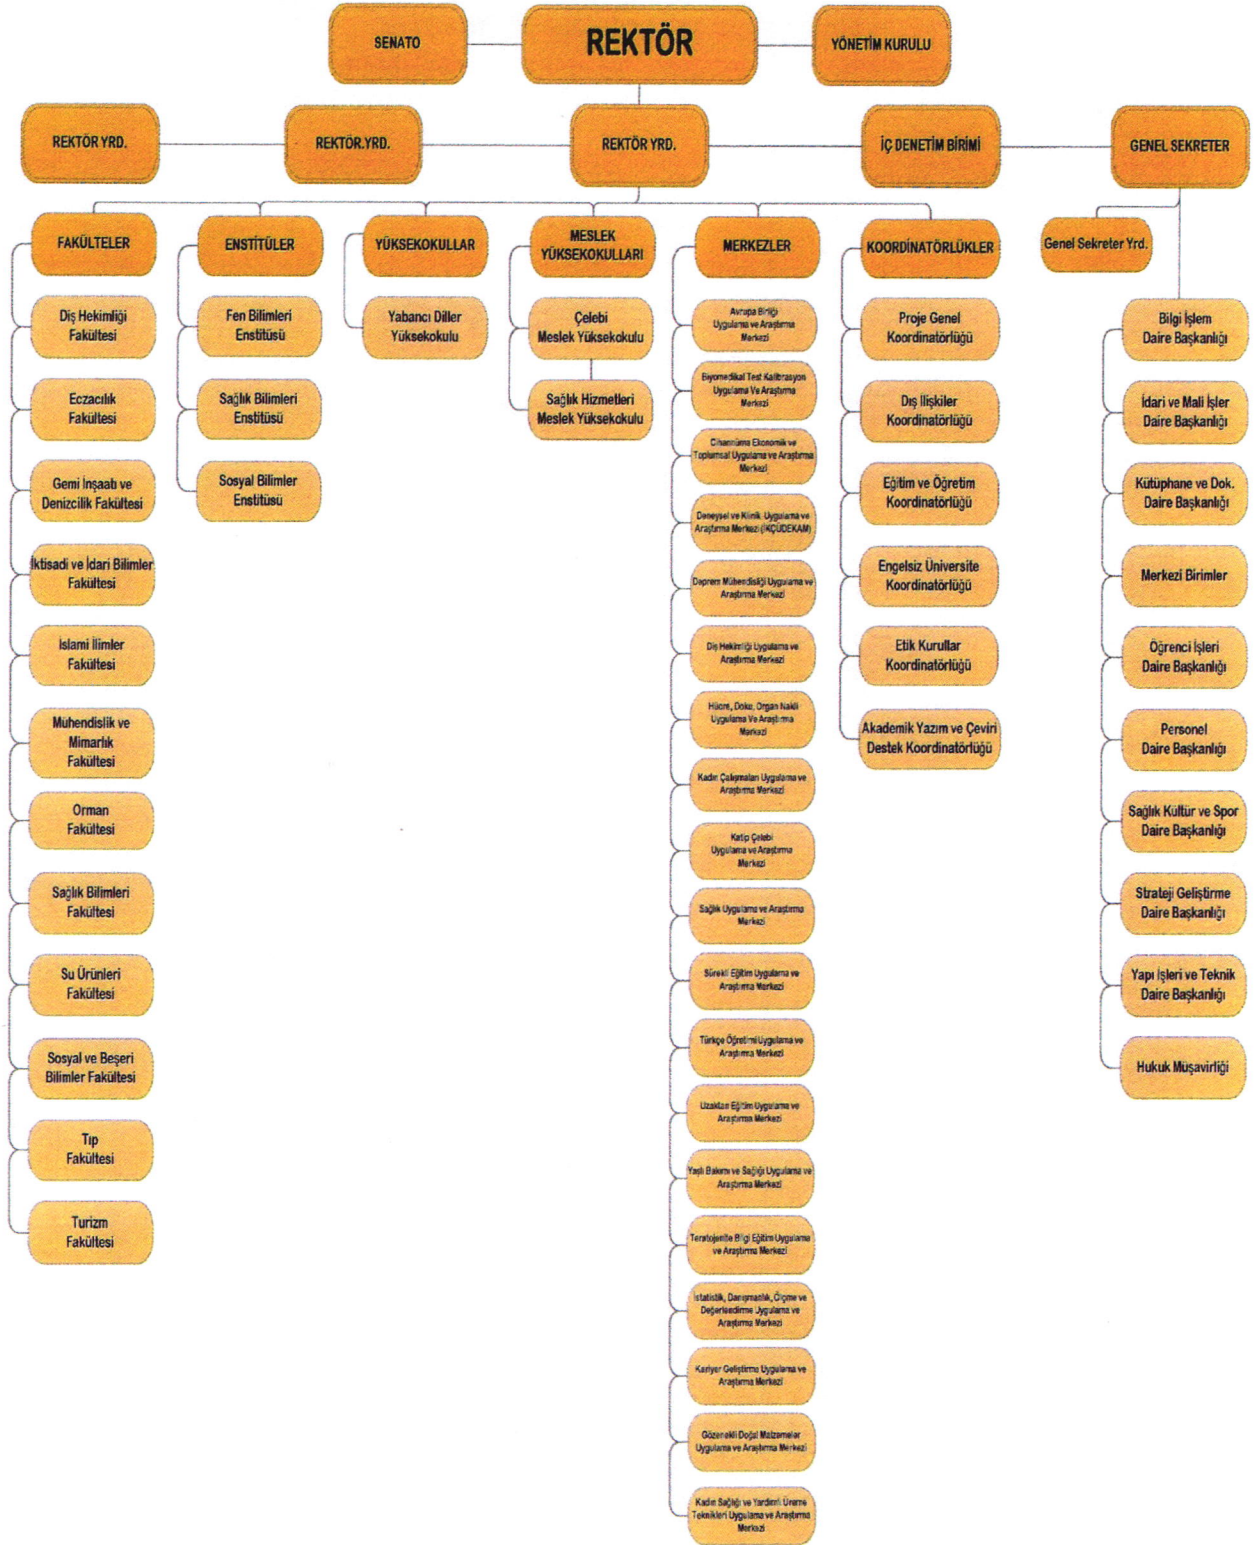 SENATO
REKTÖR
YÖNETİM KURULU
REKTÖR YRD.
REKTÖR.YRD.
REKTÖR YRD.
İÇ DENETİM BİRİMİ
GENEL SEKRETER
FAKÜLTELER
ENSTİTÜLER
YÜKSEKOKULLAR
MESLEK
YÜKSEKOKULLARI
MERKEZLER
KOORDİNATÖRLÜKLER
Genel Sekreter Yrd.
Diş Hekimliği
Fakültesi
Eczacılık
Fakültesi
Gemi İnşaatı ve
Denizcilik Fakültesi
İktisadi ve İdari Bilimler
Fakültesi
İslami İlimler
Fakültesi
Mühendislik ve
Mimarlık
Fakültesi
Orman
Fakültesi
Sağlık Bilimleri
Fakültesi
Su Ürünleri
Fakültesi
Sosyal ve Beşeri
Bilimler Fakültesi
Tıp
Fakültesi
Turizm
Fakültesi
Fen Bilimleri
Enstitüsü
Sağlık Bilimleri
Enstitüsü
Sosyal Bilimler
Enstitüsü
Yabancı Diller
Yüksekokulu
Çelebi
Meslek Yüksekokulu
Sağlık Hizmetleri
Meslek Yüksekokulu
Avrupa Birliği
Uygulama ve Araştırma
Merkezi
Biyomedikal Test Kalibrasyon
Uygulama Ve Araştırma
Merkezi
Cihannüma Ekonomik ve
Toplumsal Uygulama ve Araştırma
Merkezi
Deneysel ve Klinik Uygulama ve
Araştırma Merkezi (İKÇÜDEKAM)
Deprem Mühendisliği Uygulama ve
Araştırma Merkezi
Diş Hekimliği Uygulama ve
Araştırma Merkezi
Hücre, Doku, Organ Nakli
Uygulama Ve Araştırma
Merkezi
Kadın Çalışmaları Uygulama ve
Araştırma Merkezi
Katip Çelebi
Uygulama ve Araştırma
Merkezi
Sağlık Uygulama ve Araştırma
Merkezi
Sürekli Eğitim Uygulama ve
Araştırma Merkezi
Türkçe Öğretimi Uygulama ve
Araştırma Merkezi
Uzaktan Eğitim Uygulama ve
Araştırma Merkezi
Yaşlı Bakımı ve Sağlığı Uygulama ve
Araştırma Merkezi
Teratojenite Bilgi Eğitim Uygulama
ve Araştırma Merkezi
İstatistik, Danışmanlık, Ölçme ve
Değerlendirme Uygulama ve
Araştırma Merkezi
Kariyer Geliştirme Uygulama ve
Araştırma Merkezi
Gözenekli Doğal Malzemeler
Uygulama ve Araştırma Merkezi
Kadın Sağlığı ve Yardımlı Üreme
Teknikleri Uygulama ve Araştırma
Merkezi
Proje Genel
Koordinatörlüğü
Dış İlişkiler
Koordinatörlüğü
Eğitim ve Öğretim
Koordinatörlüğü
Engelsiz Üniversite
Koordinatörlüğü
Etik Kurullar
Koordinatörlüğü
Akademik Yazım ve Çeviri
Destek Koordinatörlüğü
Bilgi İşlem
Daire Başkanlığı
İdari ve Mali İşler
Daire Başkanlığı
Kütüphane ve Dok.
Daire Başkanlığı
Merkezi Birimler
Öğrenci İşleri
Daire Başkanlığı
Personel
Daire Başkanlığı
Sağlık Kültür ve Spor
Daire Başkanlığı
Strateji Geliştirme
Daire Başkanlığı
Yapı İşleri ve Teknik
Daire Başkanlığı
Hukuk Müşavirliği